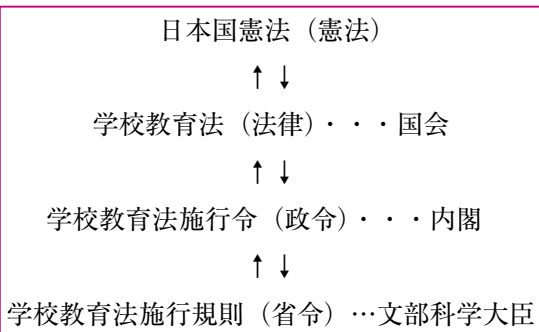 日本国憲法（憲法）
↑↓
学校教育法（法律）・・・国会
↑↓
学校教育法施行令（政令）・・・内閣
↑↓
学校教育法施行規則（省令）…文部科学大臣